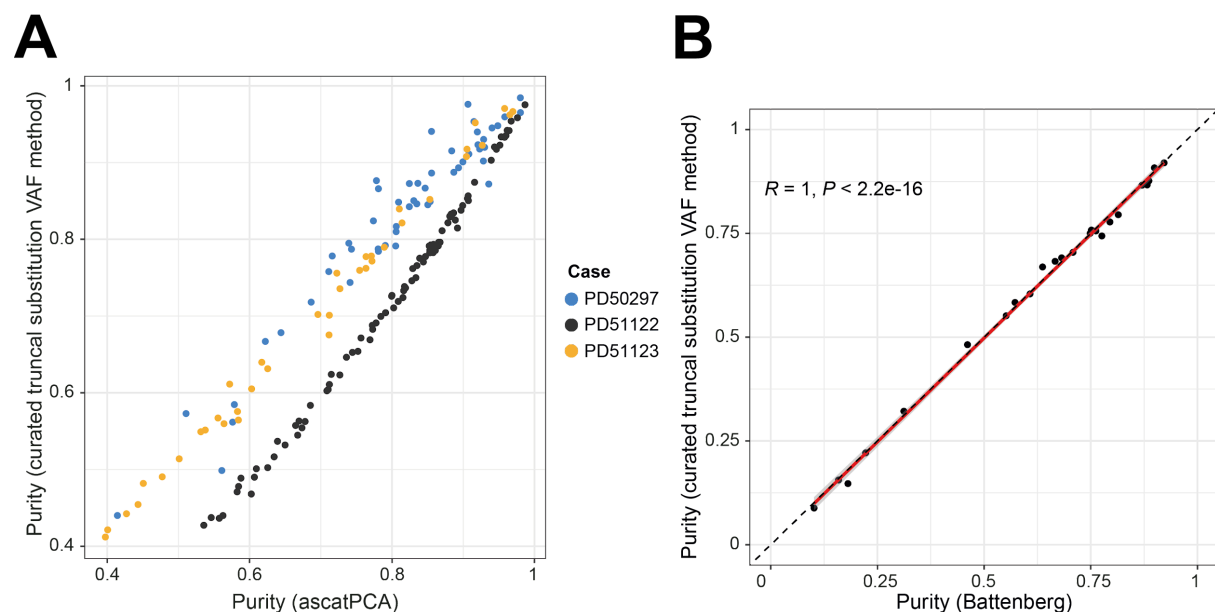 A
Purity (curated truncal substitution VAF method)
1
0.8
0.6
0.4
0.4
0.6
0.8
1
Purity (ascatPCA)
Case
PD50297
PD51122
PD51123
B
Purity (curated truncal substitution VAF method)
1
0.75
0.5
0.25
0
R = 1, P < 2.2e-16
0
0.25
0.5
0.75
1
Purity (Battenberg)